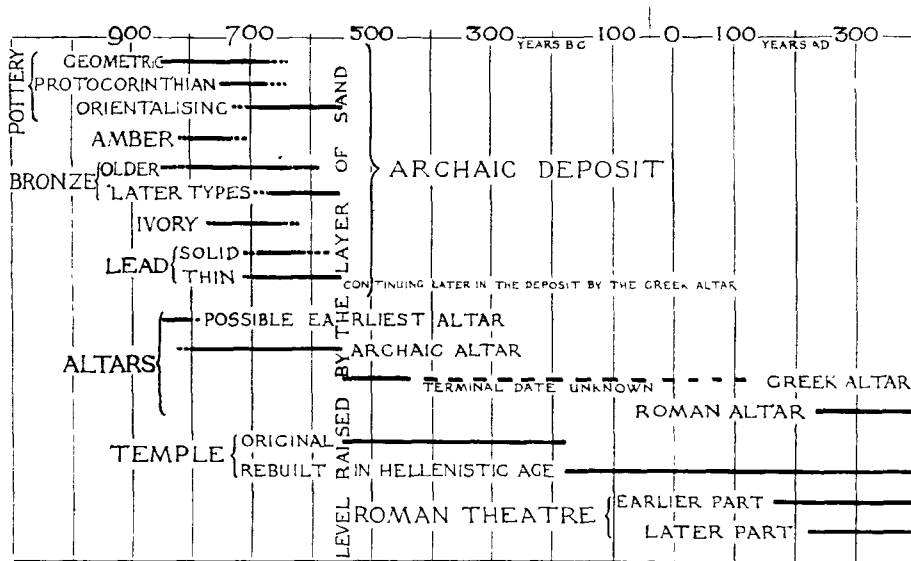 900 700 500 300 YEARS BC 100 0 100 YEARS AD 300
POTTERY
GEOMETRIC
PROTOCORINTHIAN
ORIENTALISING
AMBER
BRONZE
OLDER
LATER TYPES
IVORY
LEAD
SOLID
THIN
ARCHAIC DEPOSIT
CONTINUING LATER IN THE DEPOSIT BY THE GREEK ALTAR
LEVEL RAISED BY THE LAYER OF SAND
ALTARS
POSSIBLE EARLIEST ALTAR
ARCHAIC ALTAR
TERMINAL DATE UNKNOWN
GREEK ALTAR
ROMAN ALTAR
TEMPLE
ORIGINAL
REBUILT IN HELLENISTIC AGE
ROMAN THEATRE
EARLIER PART
LATER PART